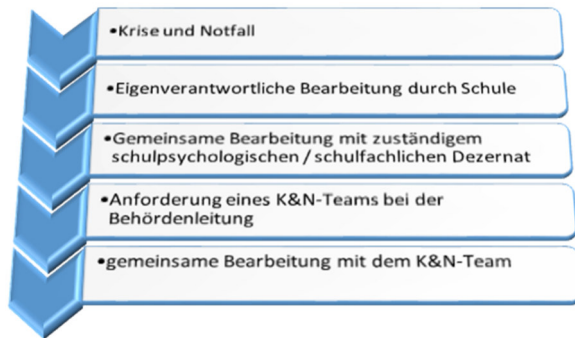 •Krise und Notfall
•Eigenverantwortliche Bearbeitung durch Schule
•Gemeinsame Bearbeitung mit zuständigem
schulpsychologischen / schulfachlichen Dezernat
•Anforderung eines K&N-Teams bei der
Behördenleitung
•gemeinsame Bearbeitung mit dem K&N-Team